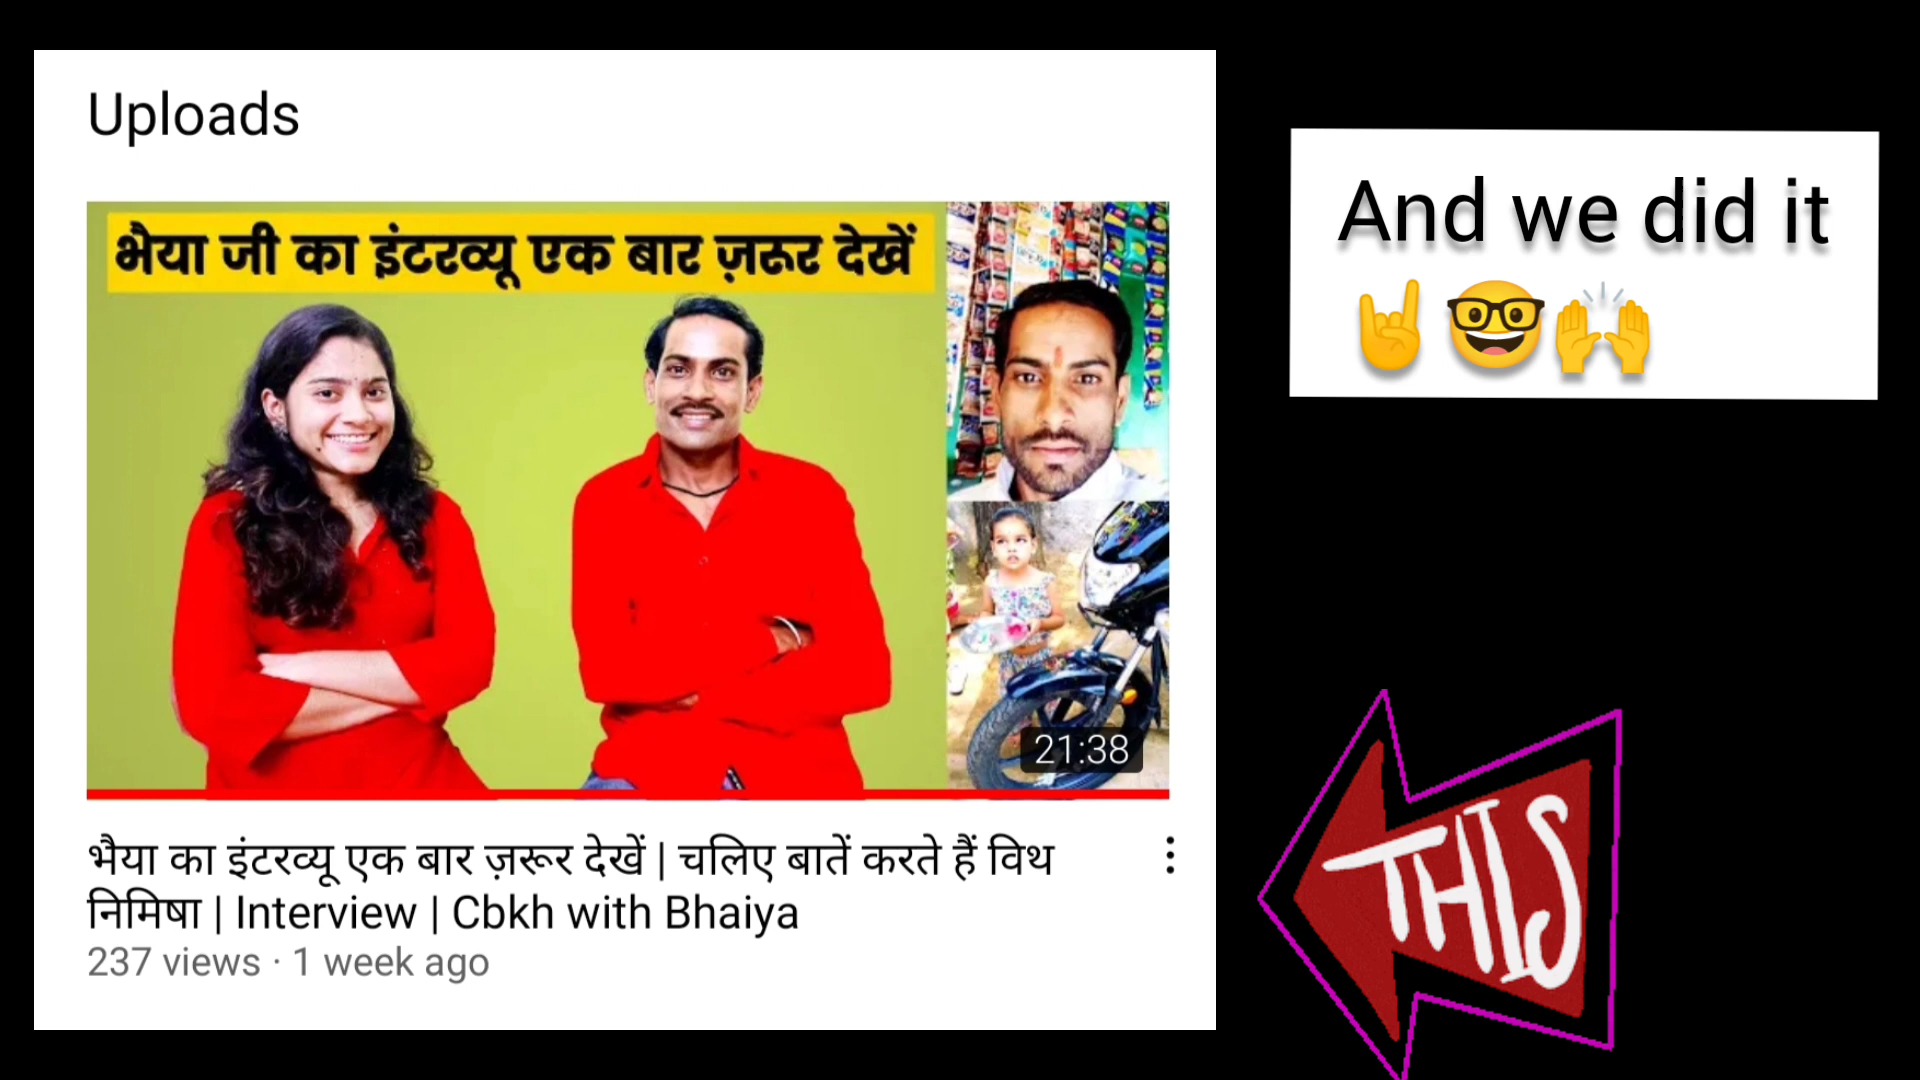 Uploads
भैया जी का इंटरव्यू एक बार ज़रूर देखें
21:38
भैया का इंटरव्यू एक बार ज़रूर देखें | चलिए बातें करते हैं विथ
निमिषा | Interview | Cbkh with Bhaiya
237 views · 1 week ago
And we did it
🤘🤓🙌
THIS